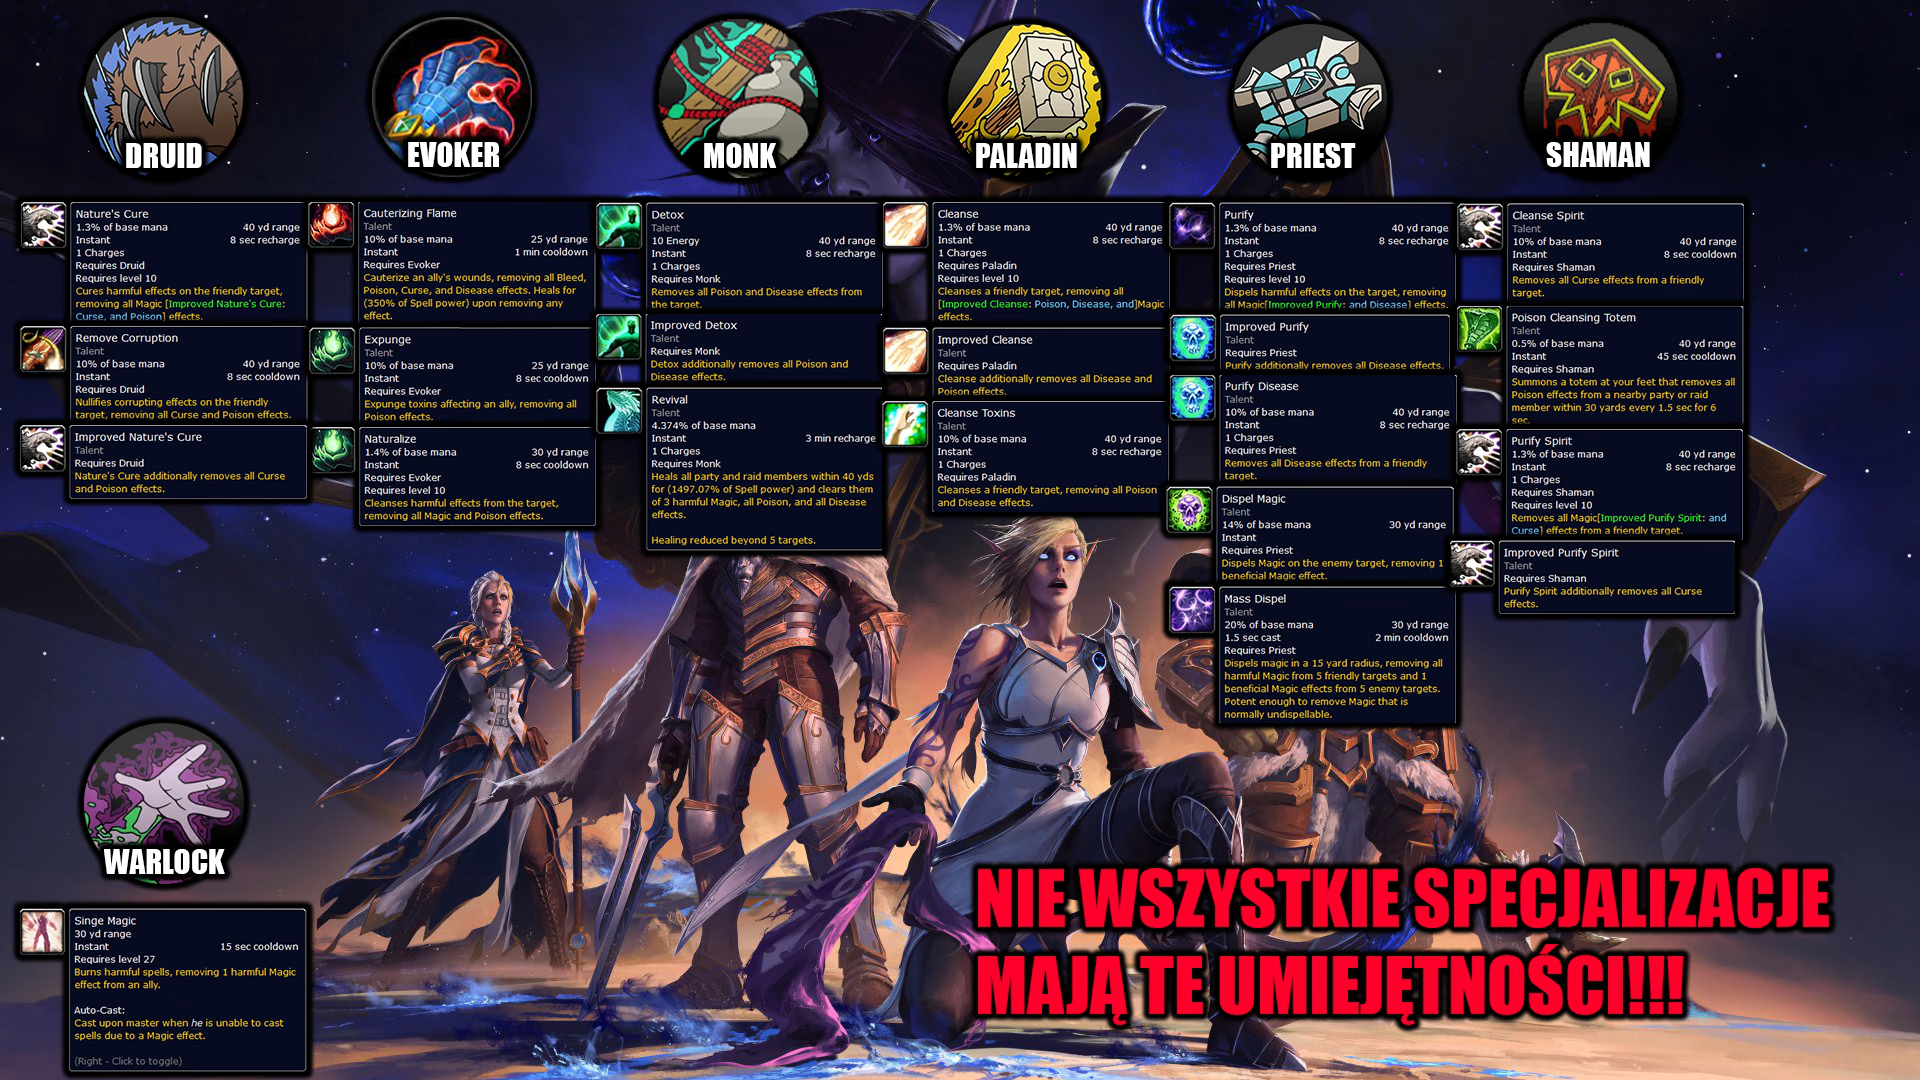 DRUID
Nature's Cure
1.3% of base mana 40 yd range
Instant 8 sec recharge
1 Charges
Requires Druid
Requires level 10
Cures harmful effects on the friendly target,
removing all Magic [Improved Nature's Cure:
Curse, and Poison] effects.
Remove Corruption
Talent
10% of base mana 40 yd range
Instant 8 sec cooldown
Requires Druid
Nullifies corrupting effects on the friendly
target, removing all Curse and Poison effects.
Improved Nature's Cure
Talent
Requires Druid
Nature's Cure additionally removes all Curse
and Poison effects.
EVOKER
Cauterizing Flame
Talent
10% of base mana 25 yd range
Instant 1 min cooldown
Requires Evoker
Cauterize an ally's wounds, removing all Bleed,
Poison, Curse, and Disease effects. Heals for
(350% of Spell power) upon removing any
effect.
Expunge
Talent
10% of base mana 25 yd range
Instant 8 sec cooldown
Requires Evoker
Expunge toxins affecting an ally, removing all
Poison effects.
Naturalize
1.4% of base mana 30 yd range
Instant 8 sec cooldown
Requires Evoker
Requires level 10
Cleanses harmful effects from the target,
removing all Magic and Poison effects.
MONK
Detox
Talent
10 Energy 40 yd range
Instant 8 sec recharge
1 Charges
Requires Monk
Removes all Poison and Disease effects from
the target.
Improved Detox
Talent
Requires Monk
Detox additionally removes all Poison and
Disease effects.
Revival
Talent
4.374% of base mana
Instant 3 min recharge
1 Charges
Requires Monk
Heals all party and raid members within 40 yds
for (1497.07% of Spell power) and clears them
of 3 harmful Magic, all Poison, and all Disease
effects.
Healing reduced beyond 5 targets.
PALADIN
Cleanse
1.3% of base mana 40 yd range
Instant 8 sec recharge
1 Charges
Requires Paladin
Requires level 10
Cleanses a friendly target, removing all
[Improved Cleanse: Poison, Disease, and]Magic
effects.
Improved Cleanse
Talent
Requires Paladin
Cleanse additionally removes all Disease and
Poison effects.
Cleanse Toxins
Talent
10% of base mana 40 yd range
Instant 8 sec recharge
1 Charges
Requires Paladin
Cleanses a friendly target, removing all Poison
and Disease effects.
PRIEST
Purify
1.3% of base mana 40 yd range
Instant 8 sec recharge
1 Charges
Requires Priest
Requires level 10
Dispels harmful effects on the target, removing
all Magic[Improved Purify: and Disease] effects.
Improved Purify
Talent
Requires Priest
Purify additionally removes all Disease effects.
Purify Disease
Talent
10% of base mana 40 yd range
Instant 8 sec recharge
1 Charges
Requires Priest
Removes all Disease effects from a friendly
target.
Dispel Magic
Talent
14% of base mana 30 yd range
Instant
Requires Priest
Dispels Magic on the enemy target, removing 1
beneficial Magic effect.
Mass Dispel
Talent
20% of base mana 30 yd range
1.5 sec cast 2 min cooldown
Requires Priest
Dispels magic in a 15 yard radius, removing all
harmful Magic from 5 friendly targets and 1
beneficial Magic effects from 5 enemy targets.
Potent enough to remove Magic that is
normally undispellable.
SHAMAN
Cleanse Spirit
Talent
10% of base mana 40 yd range
Instant 8 sec cooldown
Requires Shaman
Removes all Curse effects from a friendly
target.
Poison Cleansing Totem
Talent
0.5% of base mana 40 yd range
Instant 45 sec cooldown
Requires Shaman
Summons a totem at your feet that removes all
Poison effects from a nearby party or raid
member within 30 yards every 1.5 sec for 6
sec.
Purify Spirit
1.3% of base mana 40 yd range
Instant 8 sec recharge
1 Charges
Requires Shaman
Requires level 10
Removes all Magic[Improved Purify Spirit: and
Curse] effects from a friendly target.
Improved Purify Spirit
Talent
Requires Shaman
Purify Spirit additionally removes all Curse
effects.
WARLOCK
Singe Magic
30 yd range
Instant 15 sec cooldown
Requires level 27
Burns harmful spells, removing 1 harmful Magic
effect from an ally.
Auto-Cast:
Cast upon master when he is unable to cast
spells due to a Magic effect.
(Right - Click to toggle)
NIE WSZYSTKIE SPECJALIZACJE
MAJĄ TE UMIEJĘTNOŚCI!!!